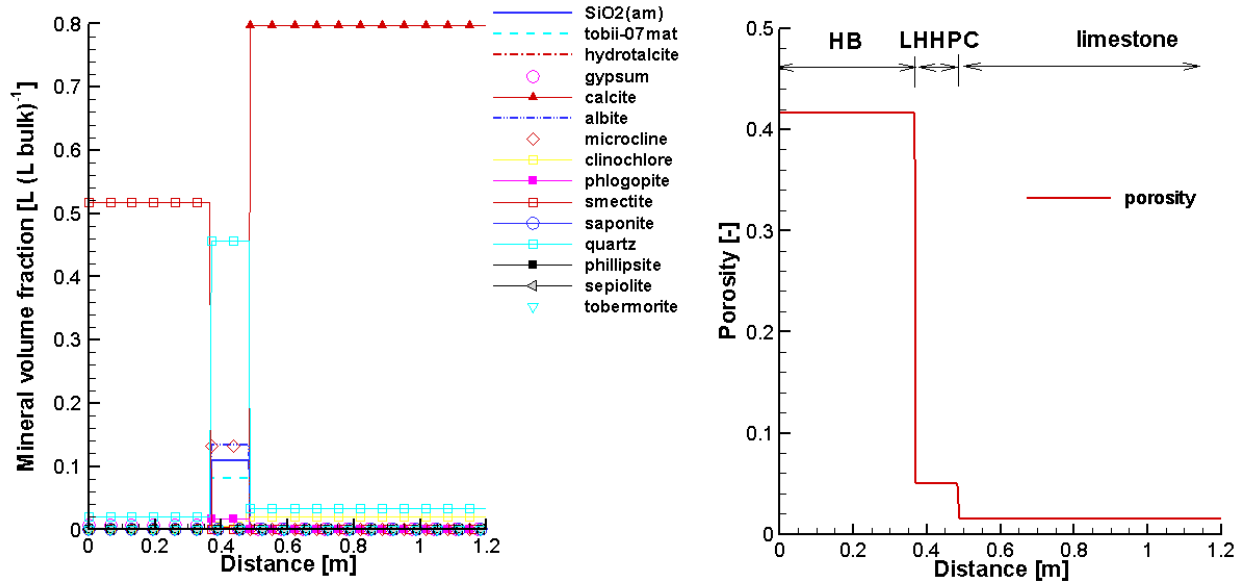 Mineral volume fraction [L (L bulk)⁻¹]
0.8
0.7
0.6
0.5
0.4
0.3
0.2
0.1
0
0 0.2 0.4 0.6 0.8 1 1.2
Distance [m]
SiO2(am)
tobii-07mat
hydrotalcite
gypsum
calcite
albite
microcline
clinochlore
phlogopite
smectite
saponite
quartz
phillipsite
sepiolite
tobermorite
HB LHHPC limestone
Porosity [-]
0.5
0.4
0.3
0.2
0.1
0
porosity
0 0.2 0.4 0.6 0.8 1 1.2
Distance [m]